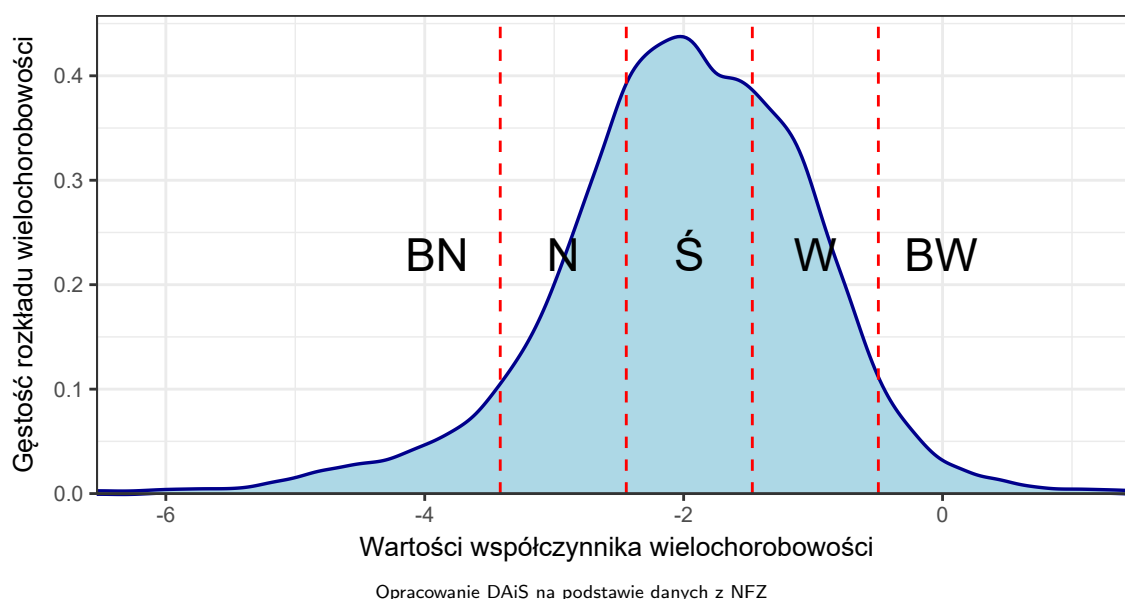 Gęstość rozkładu wielochorobowości
0.4
0.3
0.2
0.1
0.0
BN N Ś W BW
-6 -4 -2 0
Wartości współczynnika wielochorobowości
Opracowanie DAiS na podstawie danych z NFZ